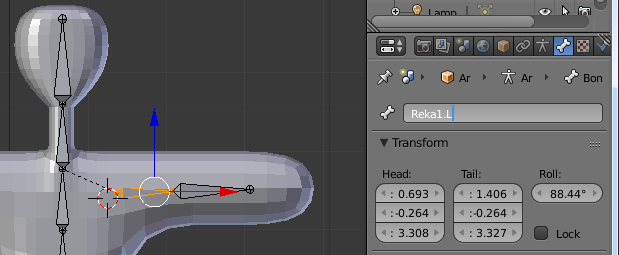 Lamp
Ar Ar Bon
Reka1.L
Transform
Head: Tail: Roll:
: 0.693 : 1.406 88.44°
:-0.264 :-0.264
: 3.308 : 3.327 Lock